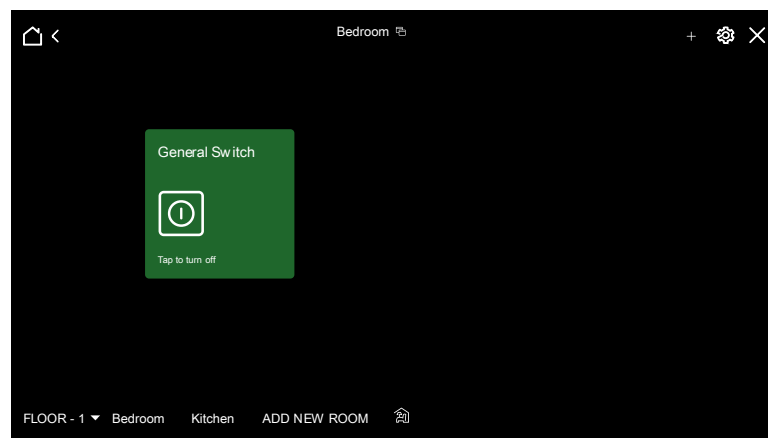 Bedroom
+
General Switch
Tap to turn off
FLOOR - 1 Bedroom Kitchen ADD NEW ROOM